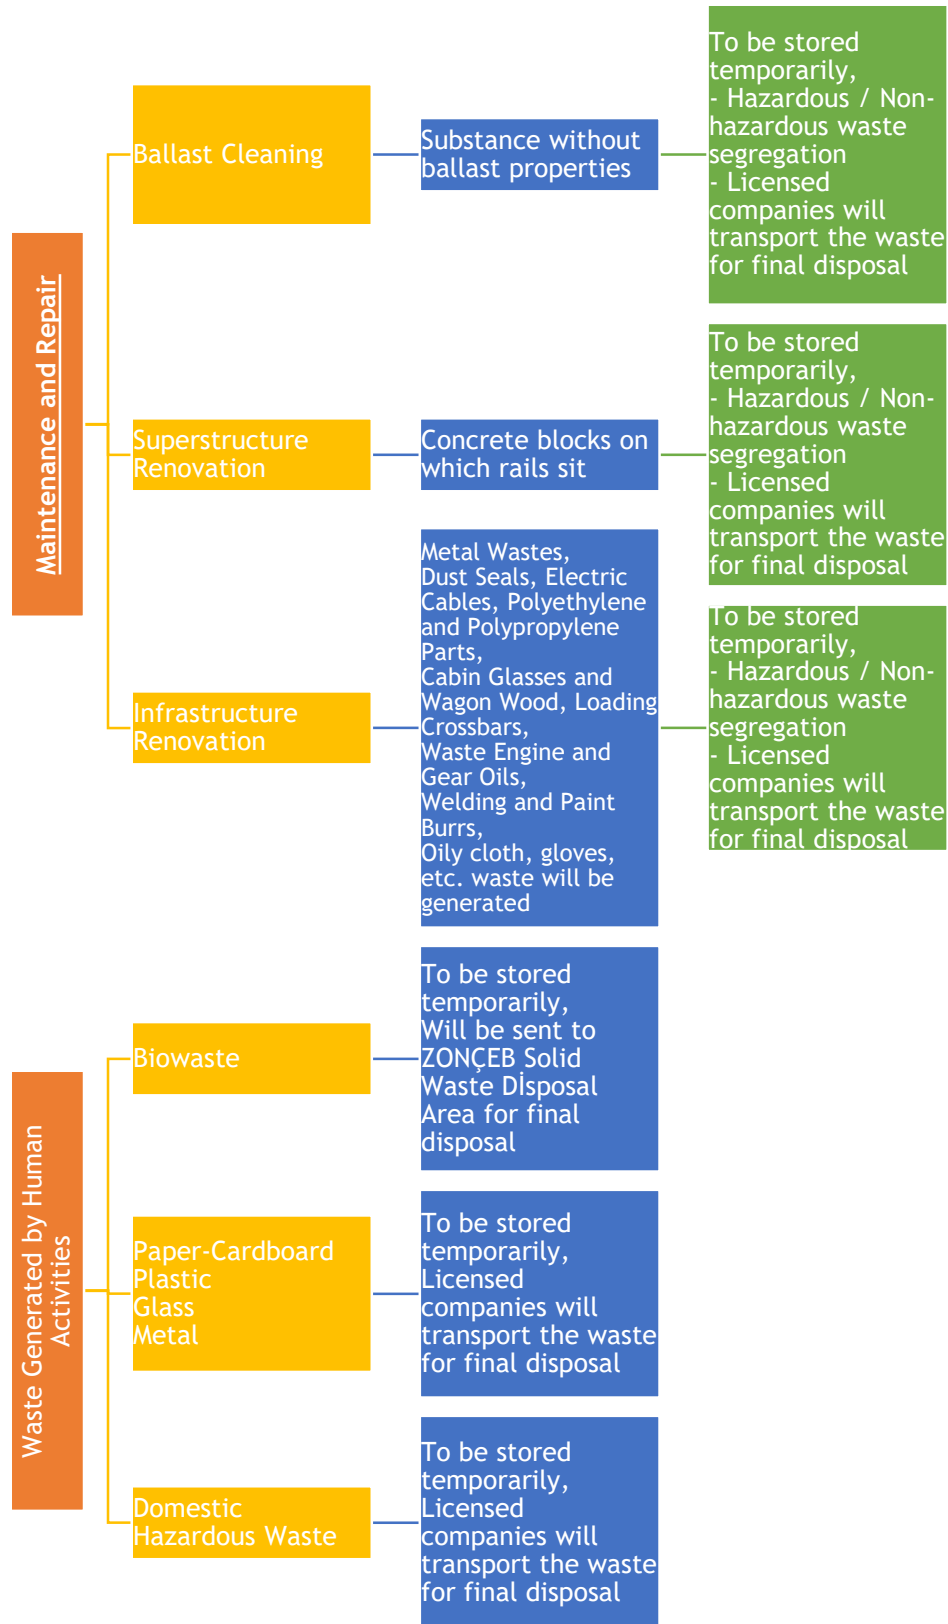 Maintenance and Repair
Ballast Cleaning
Substance without
ballast properties
To be stored
temporarily,
- Hazardous / Non-
hazardous waste
segregation
- Licensed
companies will
transport the waste
for final disposal
Superstructure
Renovation
Concrete blocks on
which rails sit
To be stored
temporarily,
- Hazardous / Non-
hazardous waste
segregation
- Licensed
companies will
transport the waste
for final disposal
Infrastructure
Renovation
Metal Wastes,
Dust Seals, Electric
Cables, Polyethylene
and Polypropylene
Parts,
Cabin Glasses and
Wagon Wood, Loading
Crossbars,
Waste Engine and
Gear Oils,
Welding and Paint
Burrs,
Oily cloth, gloves,
etc. waste will be
generated
To be stored
temporarily,
- Hazardous / Non-
hazardous waste
segregation
- Licensed
companies will
transport the waste
for final disposal
Waste Generated by Human
Activities
Biowaste
To be stored
temporarily,
Will be sent to
ZONÇEB Solid
Waste Dİsposal
Area for final
disposal
Paper-Cardboard
Plastic
Glass
Metal
To be stored
temporarily,
Licensed
companies will
transport the waste
for final disposal
Domestic
Hazardous Waste
To be stored
temporarily,
Licensed
companies will
transport the waste
for final disposal